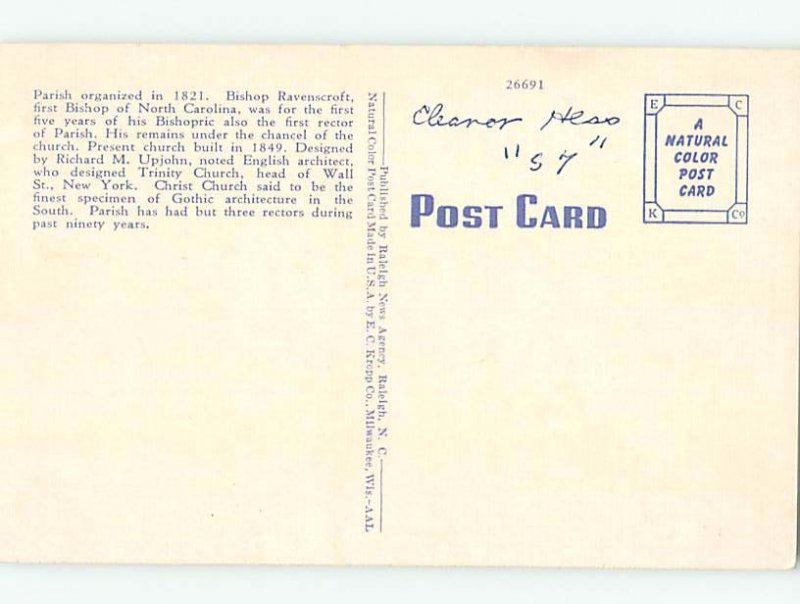 Parish organized in 1821. Bishop Ravenscroft,
first Bishop of North Carolina, was for the first
five years of his Bishopric also the first rector
of Parish. His remains under the chancel of the
church. Present church built in 1849. Designed
by Richard M. Upjohn, noted English architect,
who designed Trinity Church, head of Wall
St., New York. Christ Church said to be the
finest specimen of Gothic architecture in the
South. Parish has had but three rectors during
past ninety years.
Published by Raleigh News Agency, Raleigh, N. C.
Natural Color Post Card Made in U.S.A. by E. C. Kropp Co., Milwaukee, Wis.-AAL
26691
Eleanor Hess
"57"
POST CARD
E C
A
NATURAL
COLOR
POST
CARD
K Co